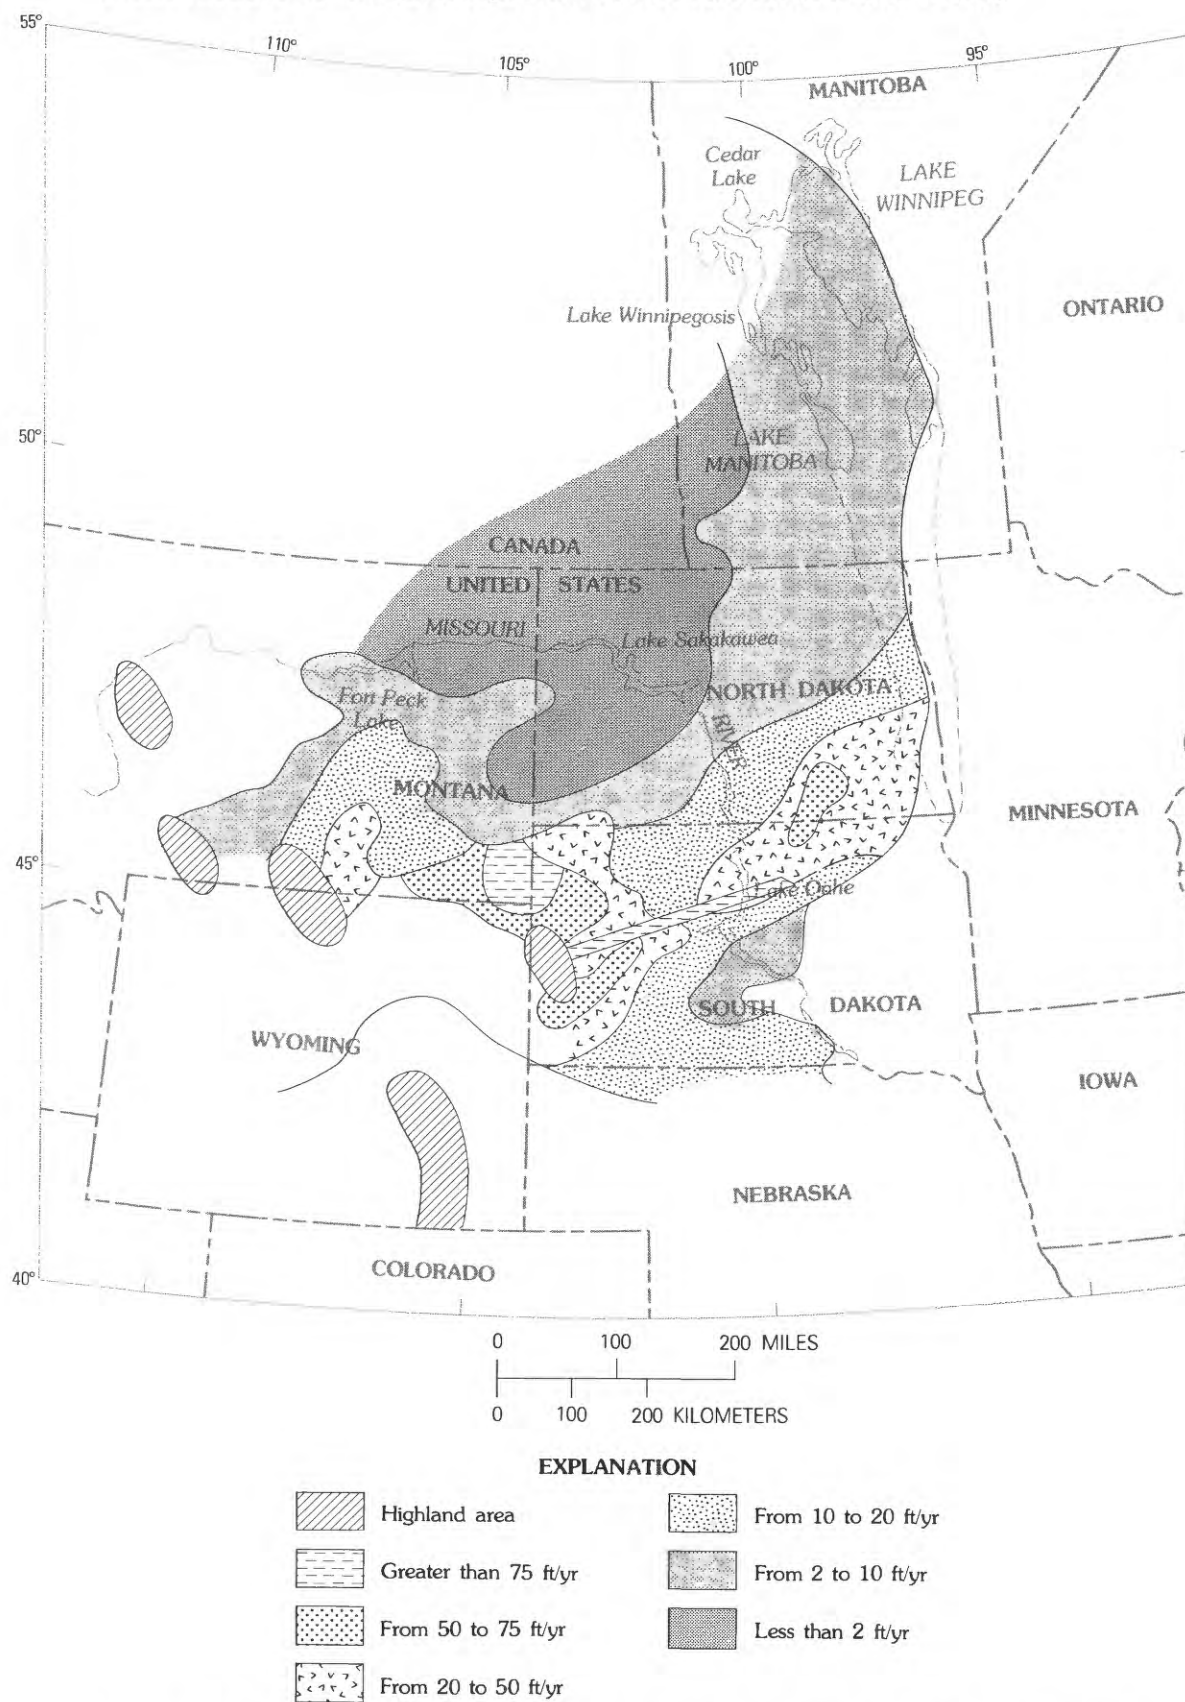 55°
110°
105°
100°
95°
MANITOBA
Cedar
Lake
LAKE
WINNIPEG
ONTARIO
Lake Winnipegosis
50°
LAKE
MANITOBA
CANADA
UNITED STATES
MISSOURI
Lake Sakakawea
NORTH DAKOTA
Fort Peck
Lake
RIVER
MONTANA
MINNESOTA
45°
Lake Oahe
SOUTH DAKOTA
WYOMING
IOWA
NEBRASKA
COLORADO
40°
0 100 200 MILES
0 100 200 KILOMETERS
EXPLANATION
Highland area
Greater than 75 ft/yr
From 50 to 75 ft/yr
From 20 to 50 ft/yr
From 10 to 20 ft/yr
From 2 to 10 ft/yr
Less than 2 ft/yr